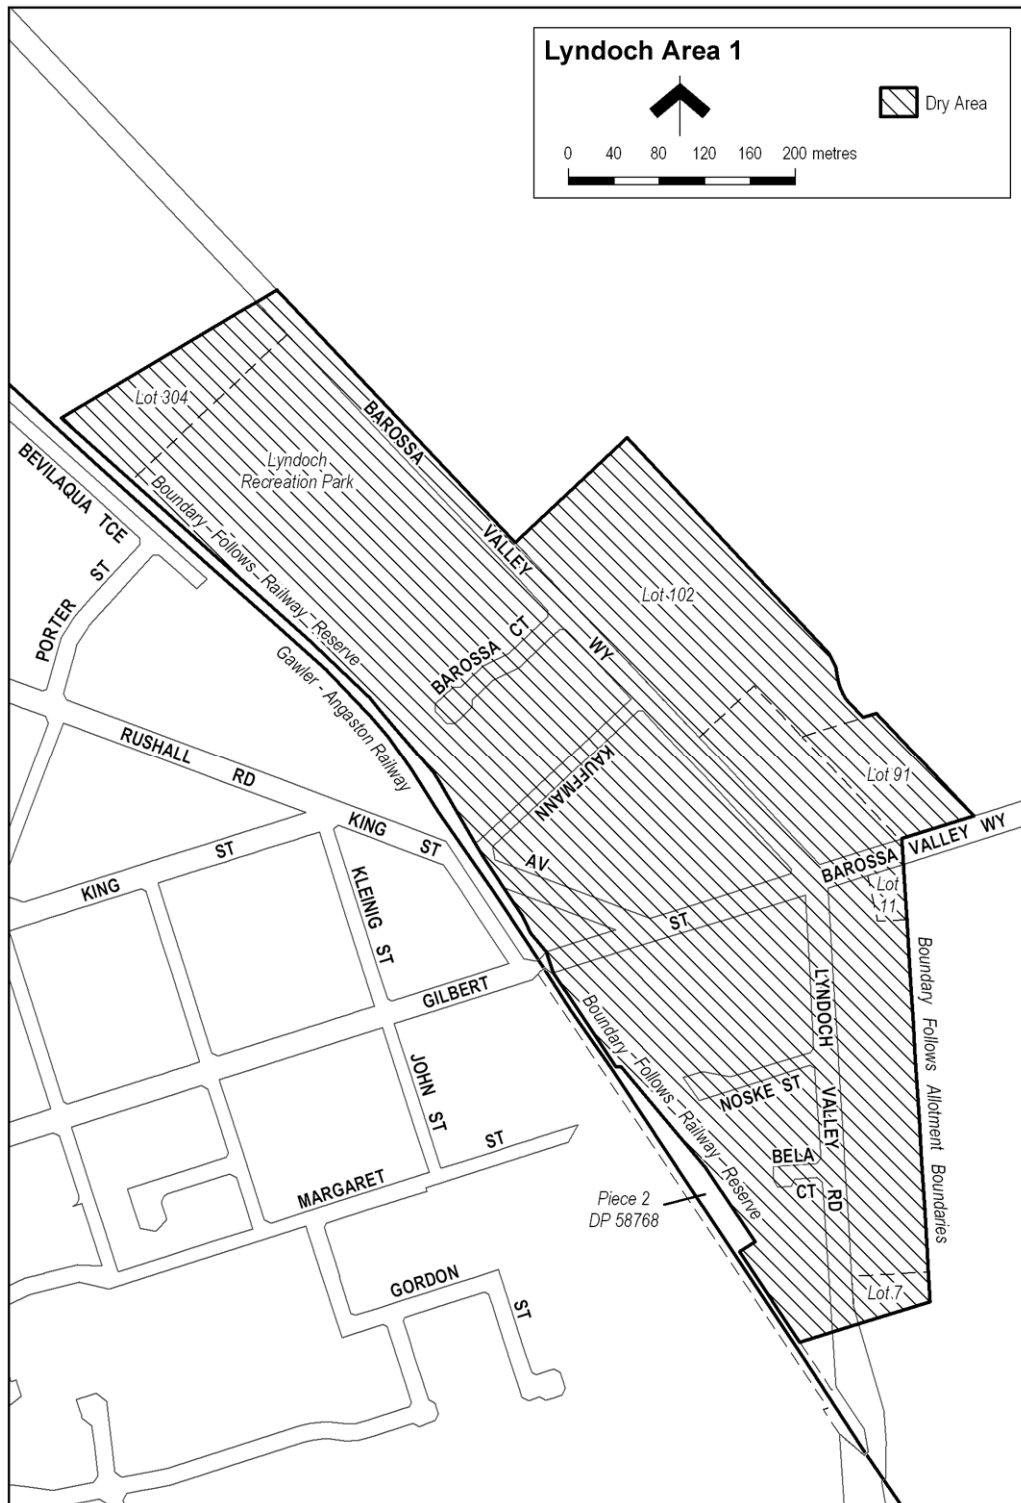 Lyndoch Area 1
Dry Area
0 40 80 120 160 200 metres
Lot 304
Lyndoch
Recreation Park
BAROSSA VALLEY WY
BEVILAQUA TCE
Boundary Follows Railway Reserve
PORTER ST
Lot 102
BAROSSA CT
Gawler - Angaston Railway
RUSHALL RD
KAUFFMANN AV
Lot 91
KING ST
KING ST
BAROSSA VALLEY WY
KLEINIG ST
Lot
11
GILBERT ST
LYNDOCH VALLEY RD
Boundary Follows Allotment Boundaries
Boundary Follows Railway Reserve
JOHN ST
NOSKE ST
BELA CT
MARGARET ST
Piece 2
DP 58768
GORDON ST
Lot 7